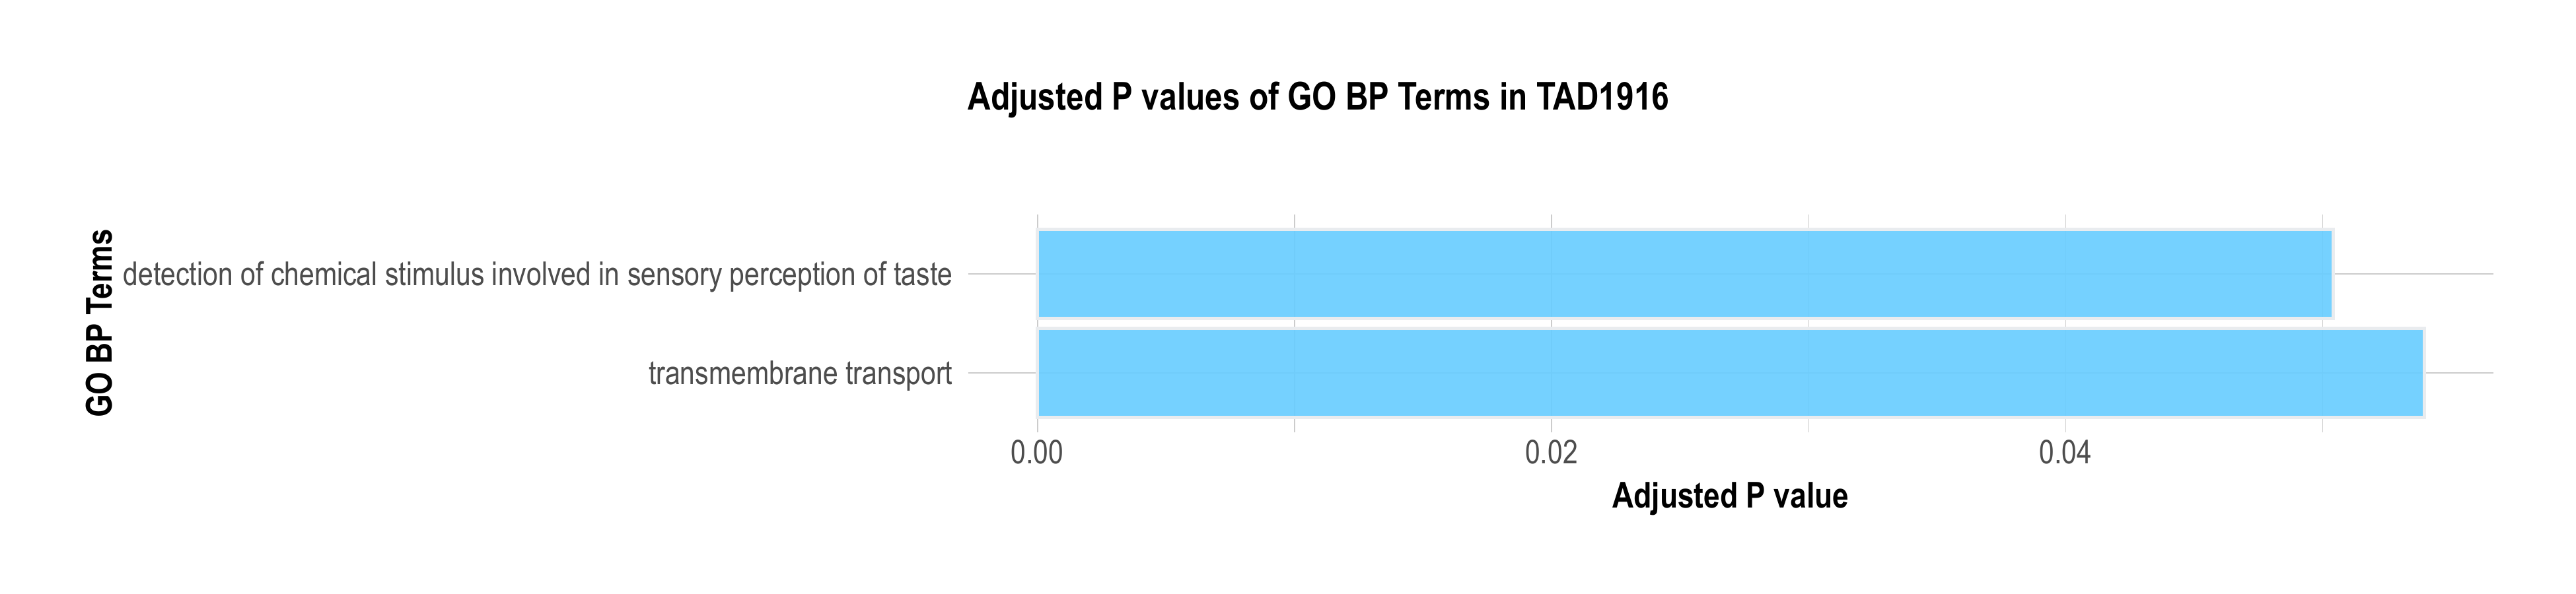 Adjusted P values of GO BP Terms in TAD1916
GO BP Terms
detection of chemical stimulus involved in sensory perception of taste
transmembrane transport
0.00 0.02 0.04
Adjusted P value